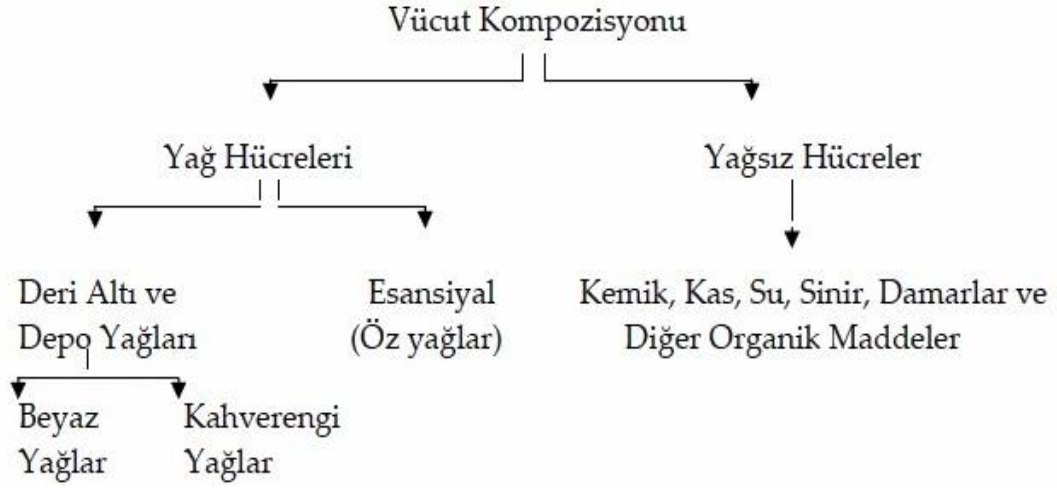 Vücut Kompozisyonu
Yağ Hücreleri
Yağsız Hücreler
Deri Altı ve
Depo Yağları
Esansiyal
(Öz yağlar)
Kemik, Kas, Su, Sinir, Damarlar ve
Diğer Organik Maddeler
Beyaz
Yağlar
Kahverengi
Yağlar